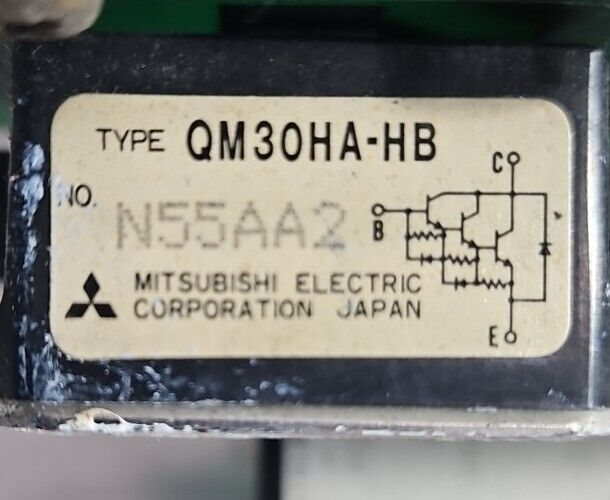 TYPE QM30HA-HB
NO. N55AA2
MITSUBISHI ELECTRIC
CORPORATION JAPAN
C
B
E